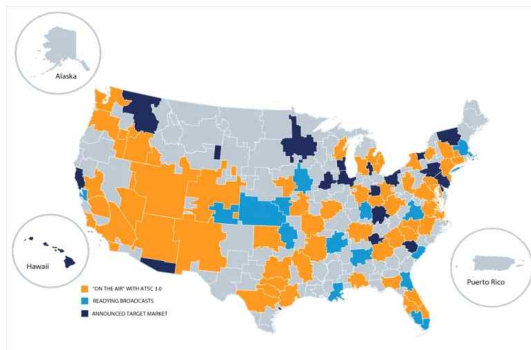 Alaska
Hawaii
Puerto Rico
"ON THE AIR" WITH ATSC 3.0
READYING BROADCASTS
ANNOUNCED TARGET MARKET